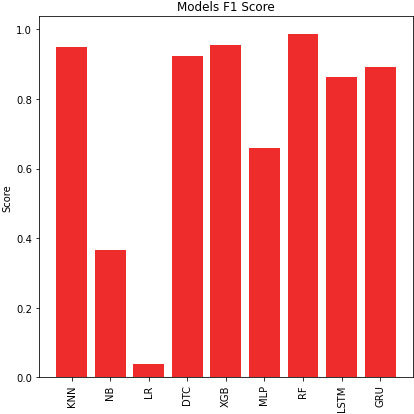 Models F1 Score
1.0
0.8
0.6
0.4
0.2
0.0
Score
KNN
NB
LR
DTC
XGB
MLP
RF
LSTM
GRU